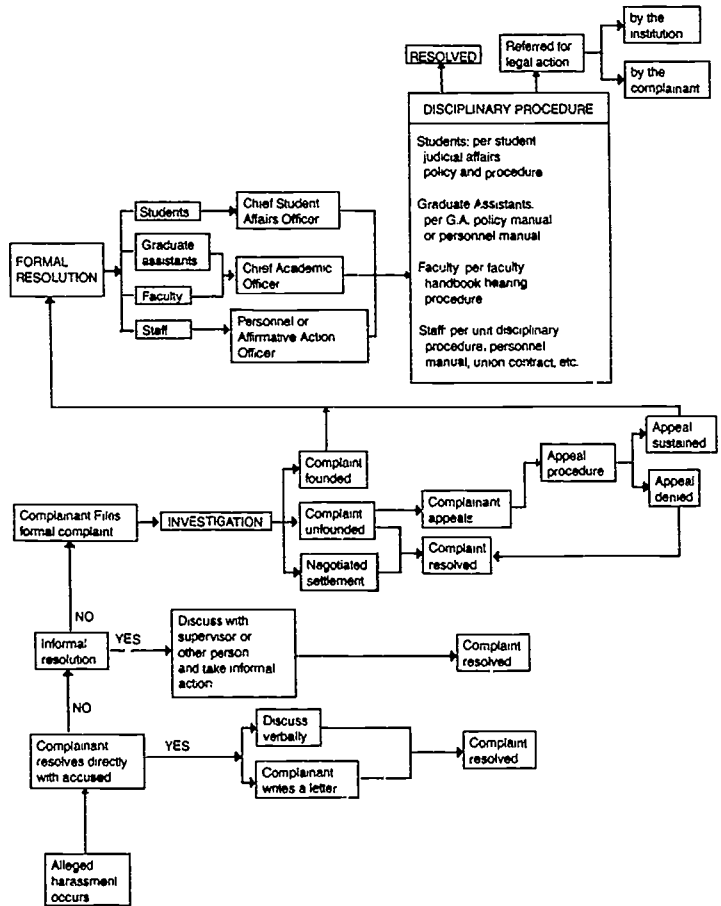 by the
institution
by the
complainant
Referred for
legal action
RESOLVED
DISCIPLINARY PROCEDURE
Students: per student
judicial affairs
policy and procedure
Graduate Assistants.
per G.A. policy manual
or personnel manual
Faculty per faculty
handbook hearing
procedure
Staff per unit disciplinary
procedure, personnel
manual, union contract, etc.
FORMAL
RESOLUTION
Students
Graduate
assistants
Faculty
Staff
Chief Student
Affairs Officer
Chief Academic
Officer
Personnel or
Affirmative Action
Officer
Complaint
founded
Complaint
unfounded
Negotiated
settlement
Complainant
appeals
Complaint
resolved
Appeal
procedure
Appeal
sustained
Appeal
denied
Complainant Files
formal complaint
INVESTIGATION
NO
Informal
resolution
YES
Discuss with
supervisor or
other person
and take informal
action
Complaint
resolved
NO
Complainant
resolves directly
with accused
YES
Discuss
verbally
Complainant
writes a letter
Complaint
resolved
Alleged
harassment
occurs